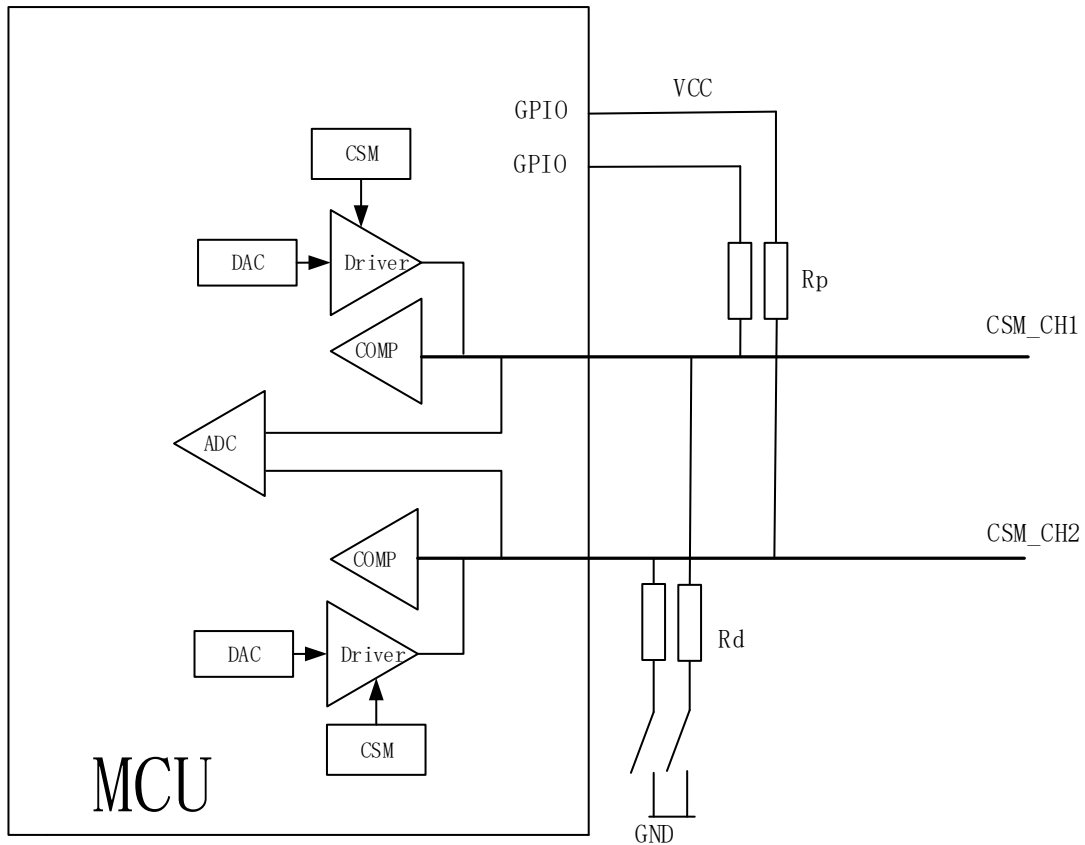 VCC
GPIO
CSM
GPIO
DAC
Driver
Rp
CSM_CH1
COMP
ADC
CSM_CH2
COMP
DAC
Driver
Rd
CSM
MCU
GND